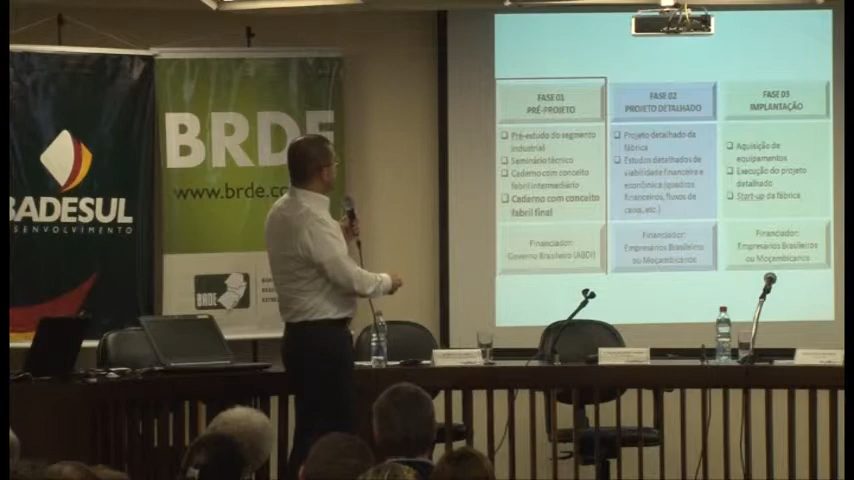 BADESUL
DESENVOLVIMENTO
BRDE
www.brde.co
BRDE
FASE 01
PRÉ-PROJETO
Pré-estudo do segmento
industrial
Seminário técnico
Caderno com conceito
fabril intermediário
Caderno com conceito
fabril final
Financiador:
Governo Brasileiro (ABDI)
FASE 02
PROJETO DETALHADO
Projeto detalhado da
fábrica
Estudos detalhados de
viabilidade financeira e
econômica (quadros
financeiros, fluxos de
caixa, etc.)
Financiador:
Empresários Brasileiros
ou Moçambicanos
FASE 03
IMPLANTAÇÃO
Aquisição de
equipamentos
Execução do projeto
detalhado
Start-up da fábrica
Financiador:
Empresários Brasileiros
ou Moçambicanos